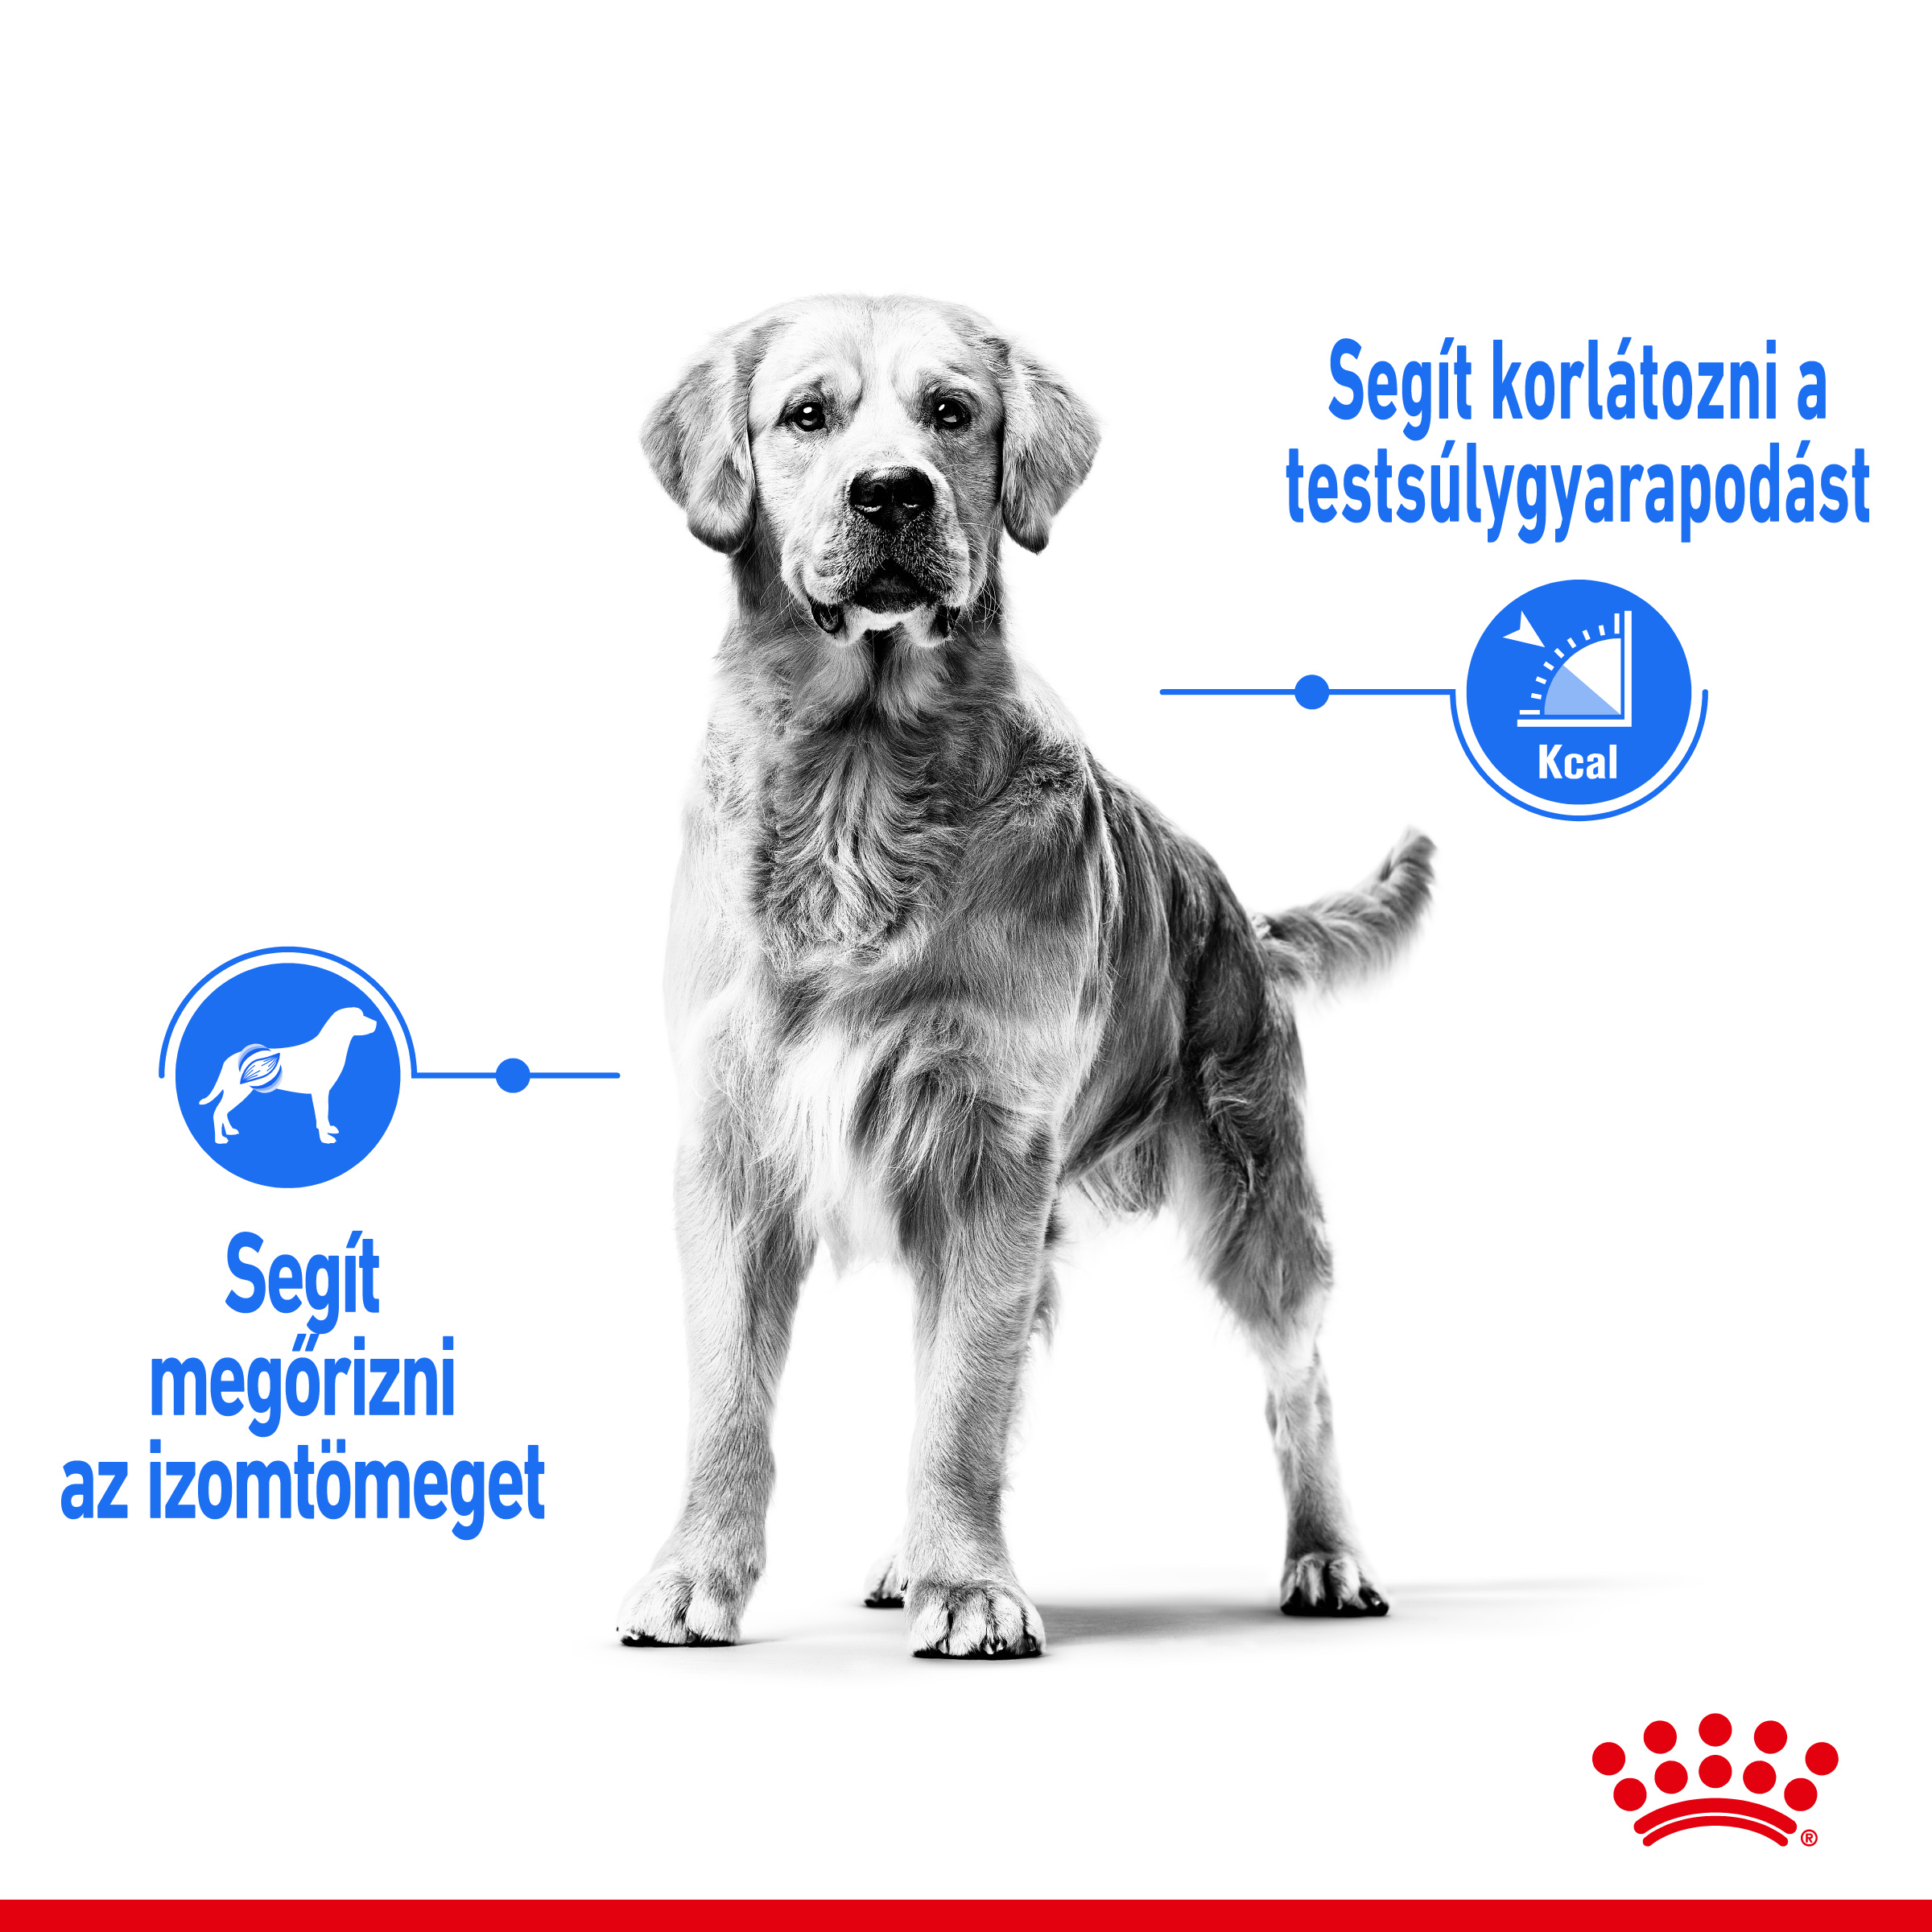 Segít korlátozni a
testsúlygyarapodást
Kcal
Segít
megőrizni
az izomtömeget
®